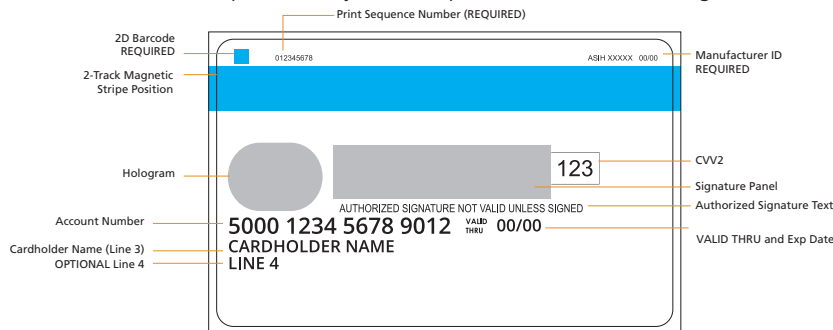 Print Sequence Number (REQUIRED)
2D Barcode
REQUIRED
012345678
ASIH XXXXX 00/00
Manufacturer ID
REQUIRED
2-Track Magnetic
Stripe Position
Hologram
123
CVV2
Signature Panel
AUTHORIZED SIGNATURE NOT VALID UNLESS SIGNED
Authorized Signature Text
Account Number
5000 1234 5678 9012 VALID THRU 00/00
VALID THRU and Exp Date
Cardholder Name (Line 3)
CARDHOLDER NAME
OPTIONAL Line 4
LINE 4